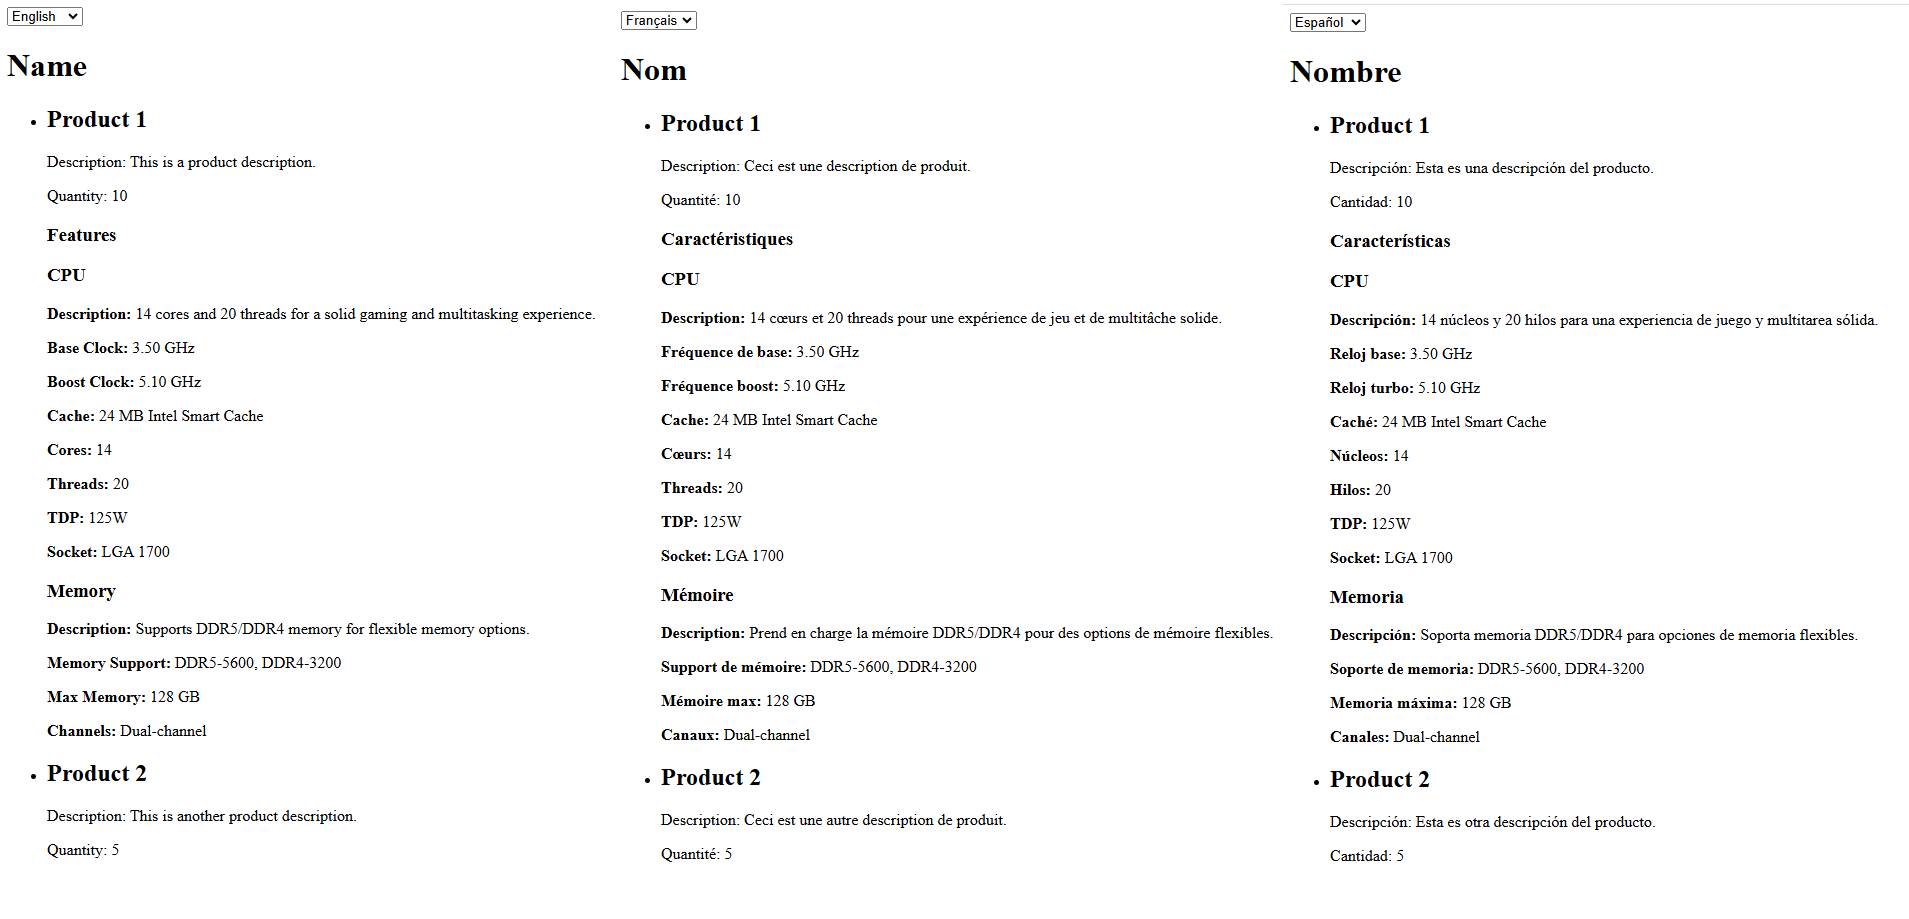 English
Name
Product 1
Description: This is a product description.
Quantity: 10
Features
CPU
Description: 14 cores and 20 threads for a solid gaming and multitasking experience.
Base Clock: 3.50 GHz
Boost Clock: 5.10 GHz
Cache: 24 MB Intel Smart Cache
Cores: 14
Threads: 20
TDP: 125W
Socket: LGA 1700
Memory
Description: Supports DDR5/DDR4 memory for flexible memory options.
Memory Support: DDR5-5600, DDR4-3200
Max Memory: 128 GB
Channels: Dual-channel
Product 2
Description: This is another product description.
Quantity: 5
Français
Nom
Product 1
Description: Ceci est une description de produit.
Quantité: 10
Caractéristiques
CPU
Description: 14 cœurs et 20 threads pour une expérience de jeu et de multitâche solide.
Fréquence de base: 3.50 GHz
Fréquence boost: 5.10 GHz
Cache: 24 MB Intel Smart Cache
Cœurs: 14
Threads: 20
TDP: 125W
Socket: LGA 1700
Mémoire
Description: Prend en charge la mémoire DDR5/DDR4 pour des options de mémoire flexibles.
Support de mémoire: DDR5-5600, DDR4-3200
Mémoire max: 128 GB
Canaux: Dual-channel
Product 2
Description: Ceci est une autre description de produit.
Quantité: 5
Español
Nombre
Product 1
Descripción: Esta es una descripción del producto.
Cantidad: 10
Características
CPU
Descripción: 14 núcleos y 20 hilos para una experiencia de juego y multitarea sólida.
Reloj base: 3.50 GHz
Reloj turbo: 5.10 GHz
Caché: 24 MB Intel Smart Cache
Núcleos: 14
Hilos: 20
TDP: 125W
Socket: LGA 1700
Memoria
Descripción: Soporta memoria DDR5/DDR4 para opciones de memoria flexibles.
Soporte de memoria: DDR5-5600, DDR4-3200
Memoria máxima: 128 GB
Canales: Dual-channel
Product 2
Descripción: Esta es otra descripción del producto.
Cantidad: 5